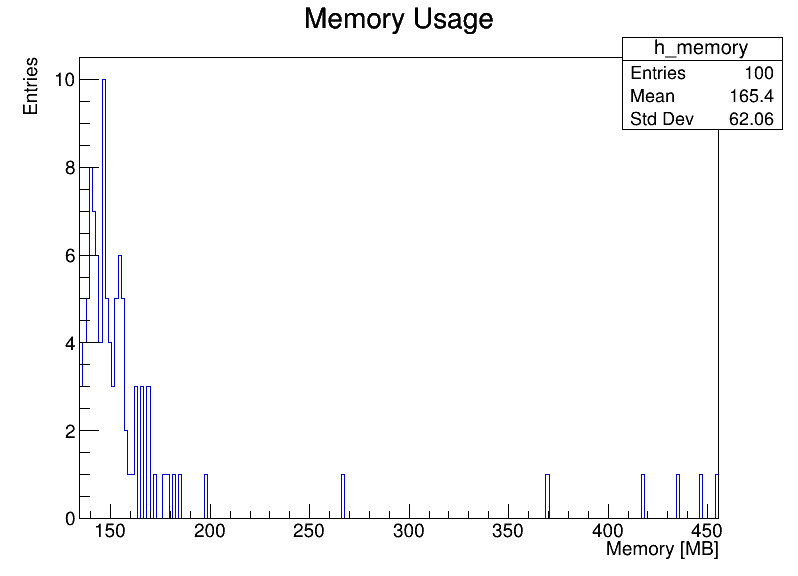 Memory Usage
h_memory
Entries 100
Mean 165.4
Std Dev 62.06
Entries
10
8
6
4
2
0
150 200 250 300 350 400 450
Memory [MB]